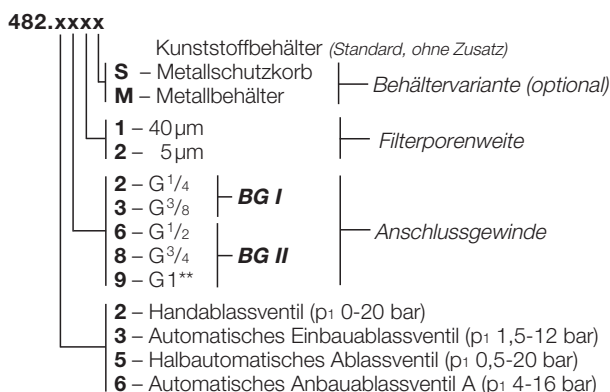 482.xxxx
Kunststoffbehälter (Standard, ohne Zusatz)
S – Metallschutzkorb
M – Metallbehälter
Behältervariante (optional)
1 – 40 µm
2 – 5 µm
Filterporenweite
2 – G1/4
3 – G3/8
BG I
6 – G1/2
8 – G3/4
9 – G1**
BG II
Anschlussgewinde
2 – Handablassventil (p1 0-20 bar)
3 – Automatisches Einbauablassventil (p1 1,5-12 bar)
5 – Halbautomatisches Ablassventil (p1 0,5-20 bar)
6 – Automatisches Anbauablassventil A (p1 4-16 bar)